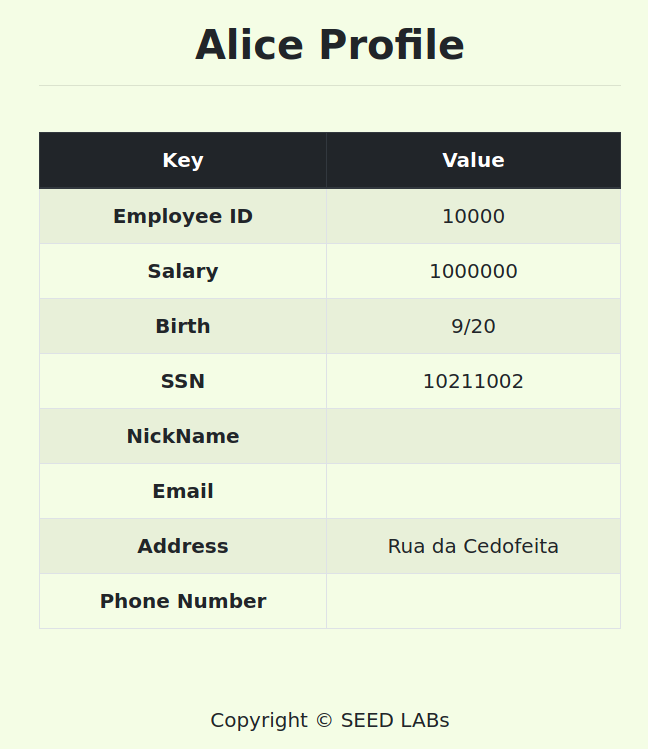 Alice Profile
Key Value
Employee ID 10000
Salary 1000000
Birth 9/20
SSN 10211002
NickName
Email
Address Rua da Cedofeita
Phone Number
Copyright © SEED LABs